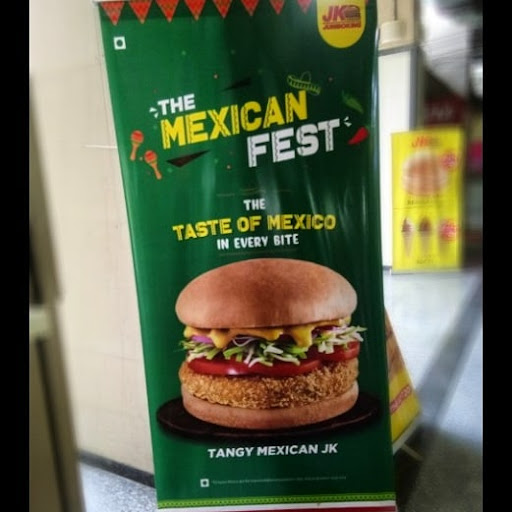 JK
JUMBOKING
THE
MEXICAN
FEST
THE
TASTE OF MEXICO
IN EVERY BITE
TANGY MEXICAN JK